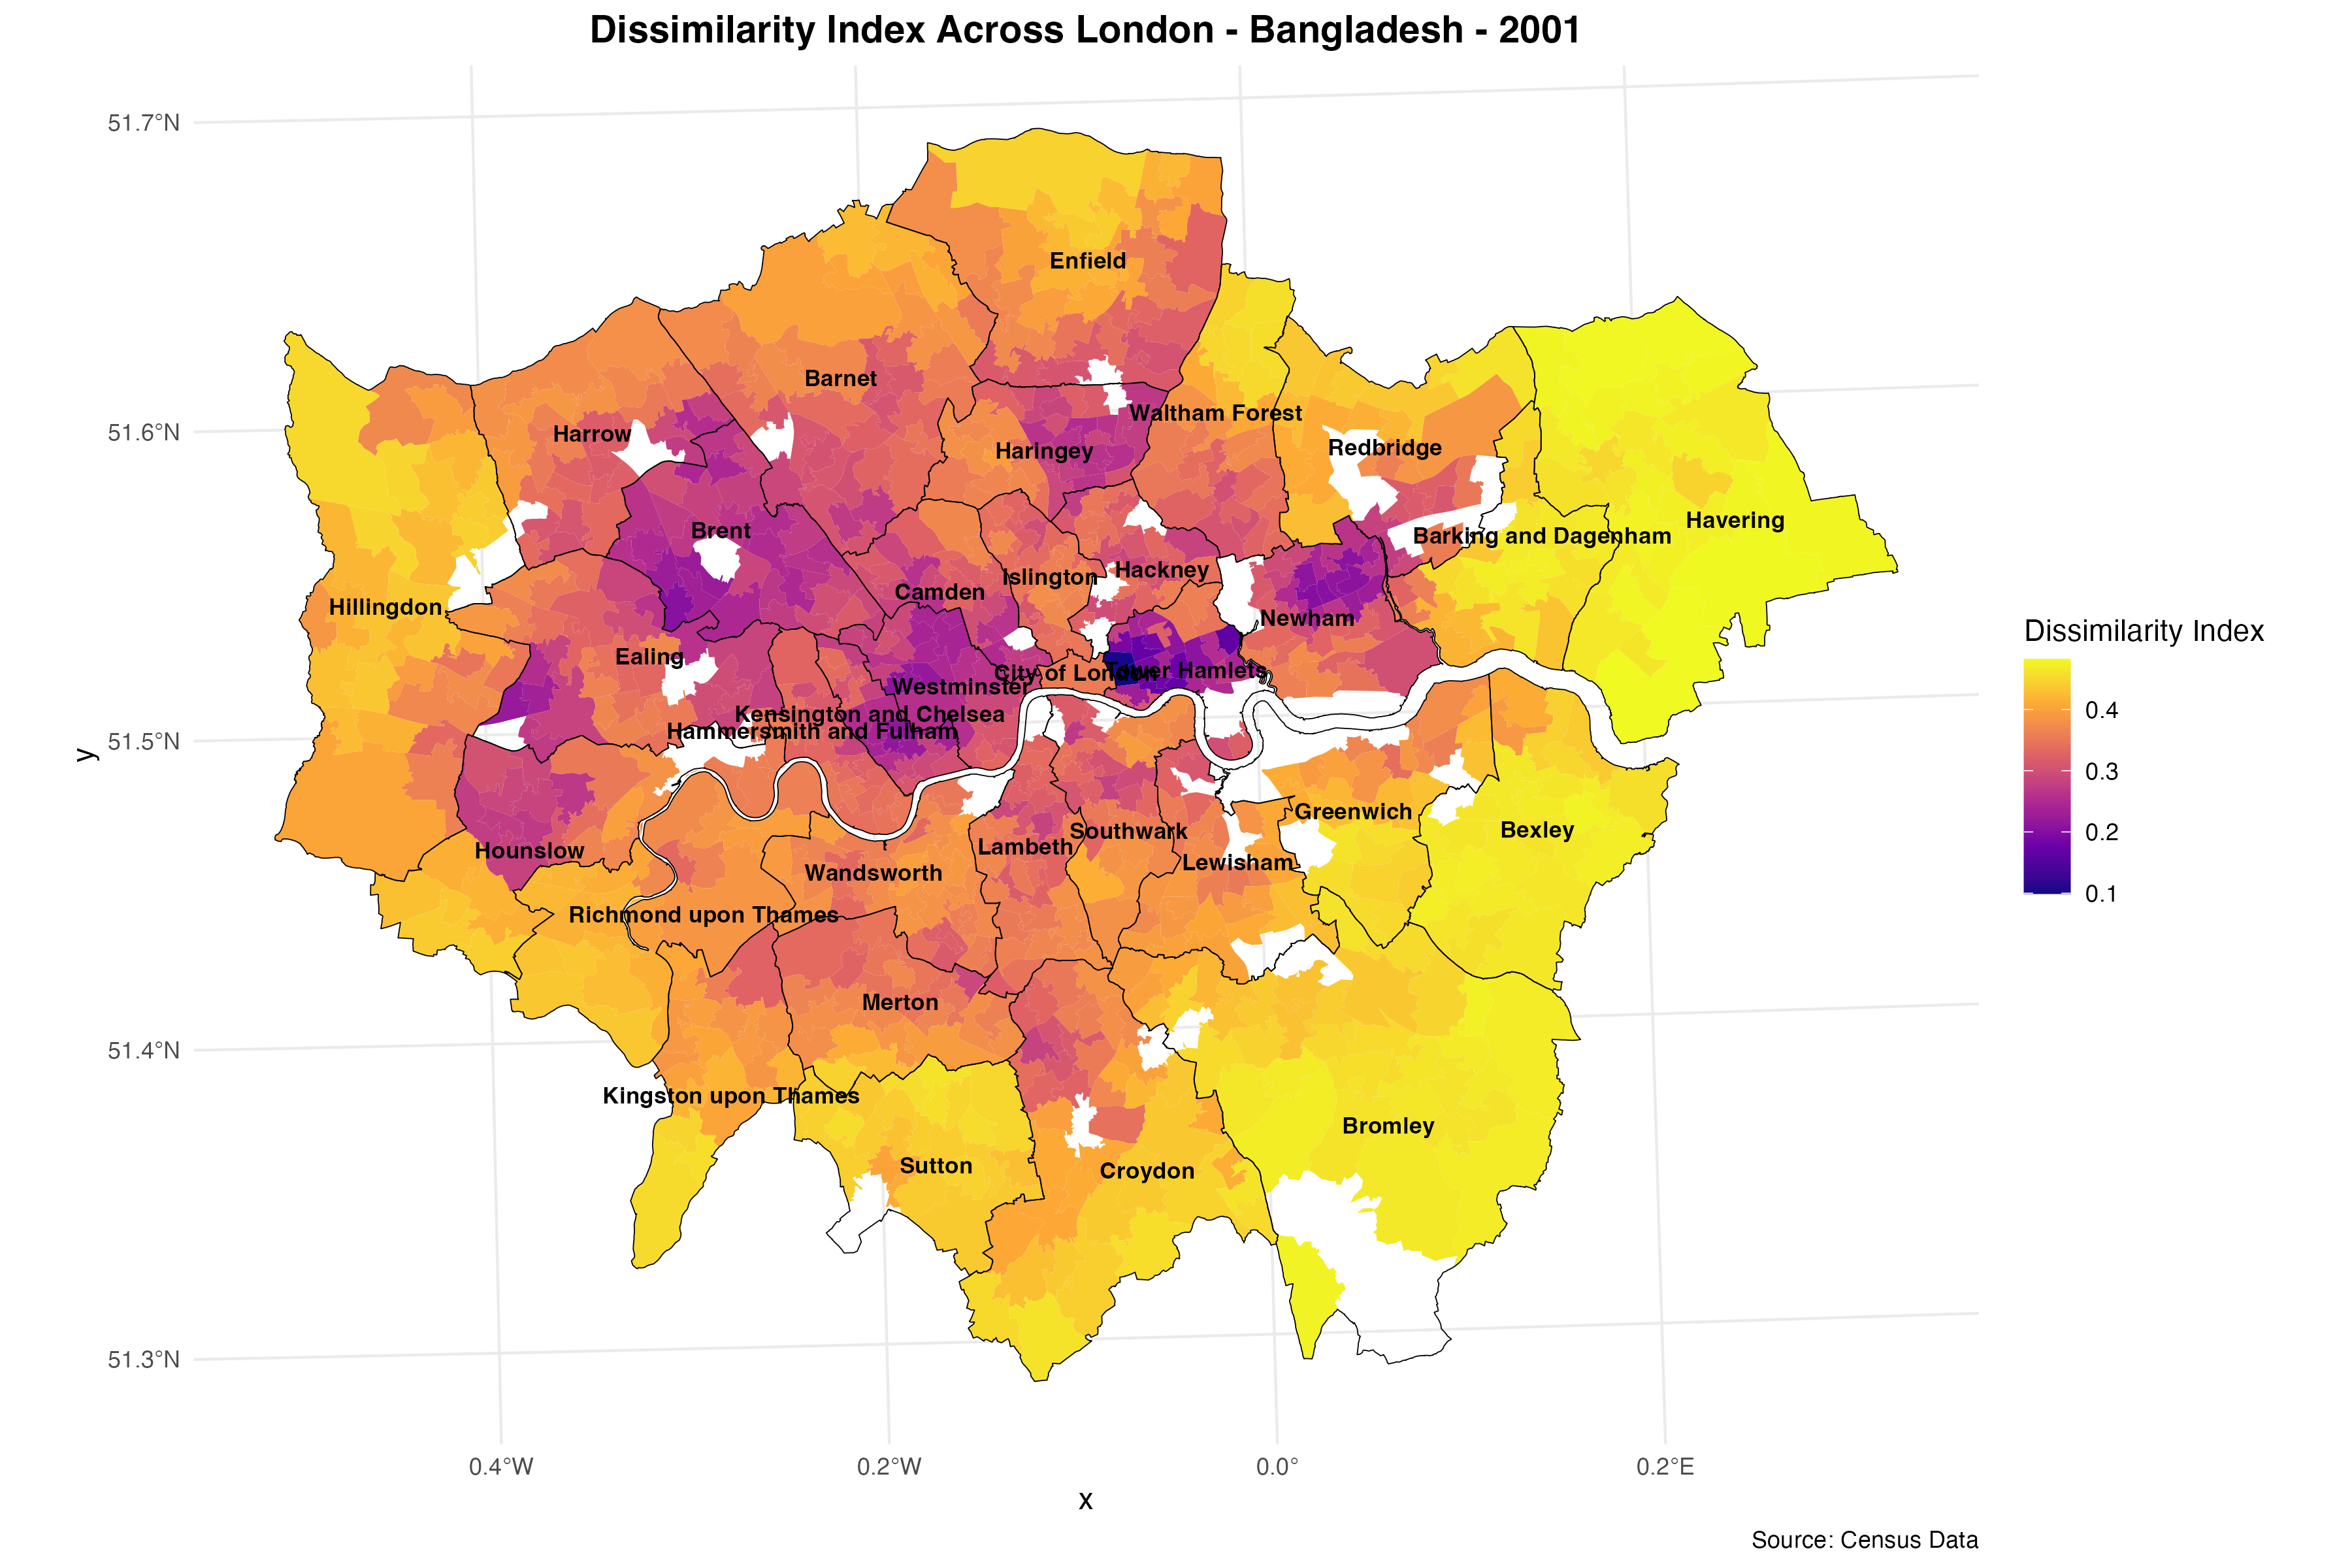 Dissimilarity Index Across London - Bangladesh - 2001
51.7°N
51.6°N
51.5°N
51.4°N
51.3°N
y
Enfield
Barnet
Harrow
Waltham Forest
Haringey
Redbridge
Brent
Havering
Barking and Dagenham
Hackney
Islington
Camden
Hillingdon
Newham
Ealing
Tower Hamlets
City of London
Westminster
Kensington and Chelsea
Hammersmith and Fulham
Greenwich
Bexley
Southwark
Lambeth
Hounslow
Lewisham
Wandsworth
Richmond upon Thames
Merton
Kingston upon Thames
Bromley
Sutton
Croydon
Dissimilarity Index
0.4
0.3
0.2
0.1
0.4°W
0.2°W
0.0°
0.2°E
x
Source: Census Data